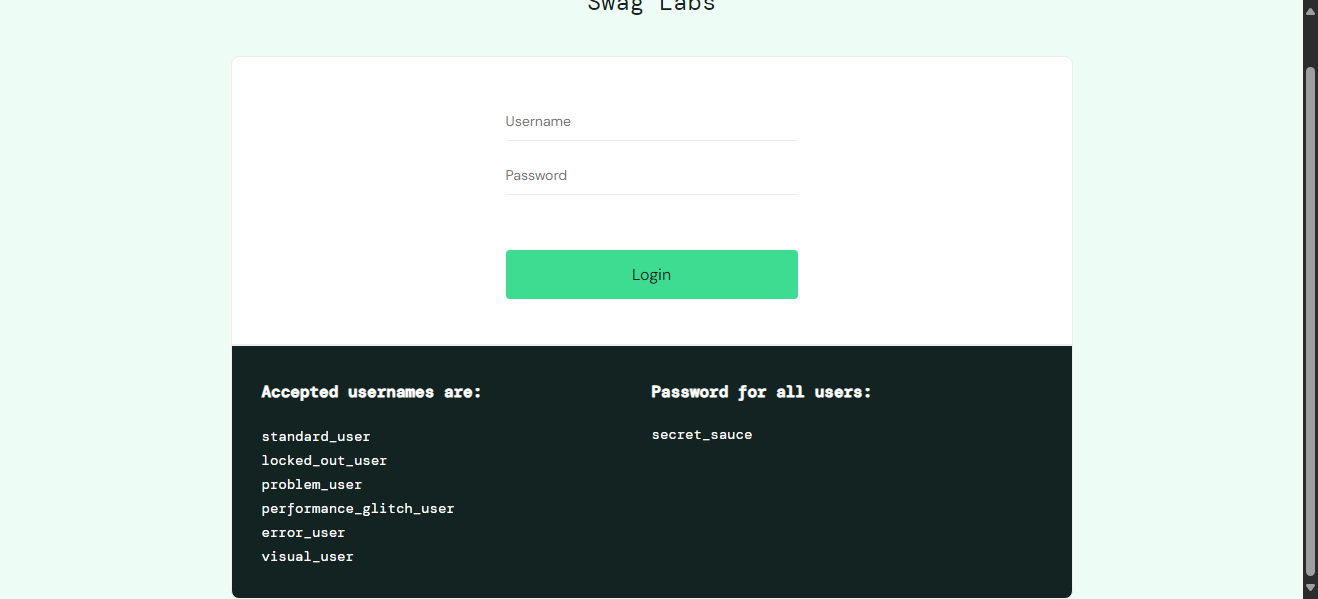 Swag Labs
Username
Password
Login
Accepted usernames are:
standard_user
locked_out_user
problem_user
performance_glitch_user
error_user
visual_user
Password for all users:
secret_sauce